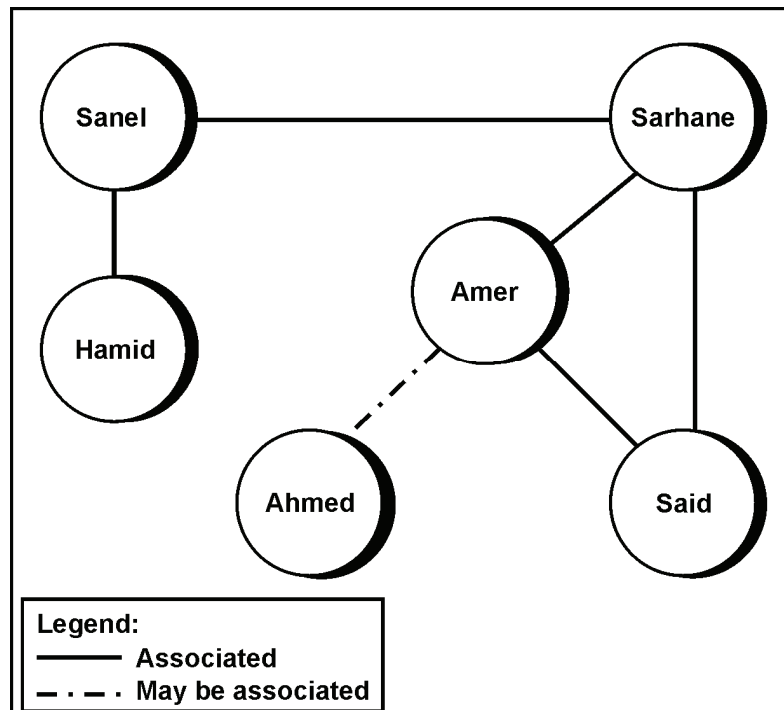 Sanel
Sarhane
Amer
Hamid
Ahmed
Said
Legend:
Associated
May be associated